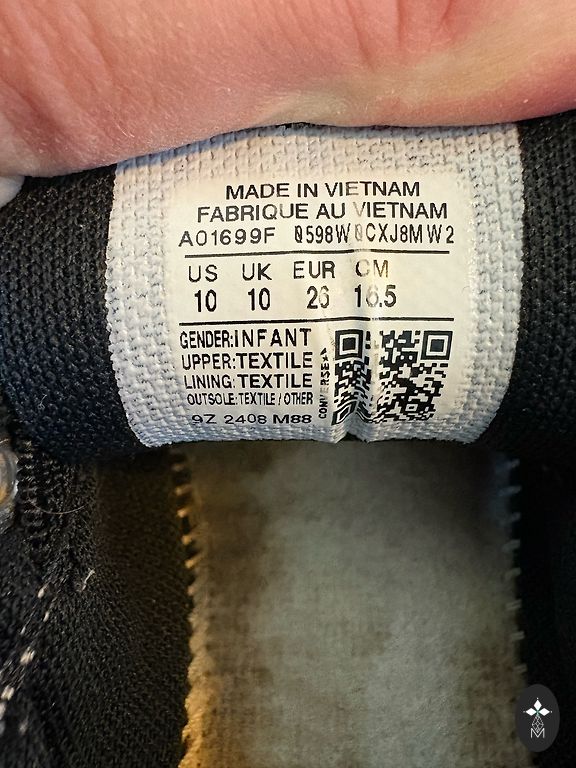 MADE IN VIETNAM
FABRIQUE AU VIETNAM
A01699F 0598W0CXJ8MW2
US UK EUR CM
10 10 26 16.5
GENDER:INFANT
UPPER:TEXTILE
LINING:TEXTILE
OUTSOLE:TEXTILE / OTHER
9Z 2408 M88
CONVERSE
M